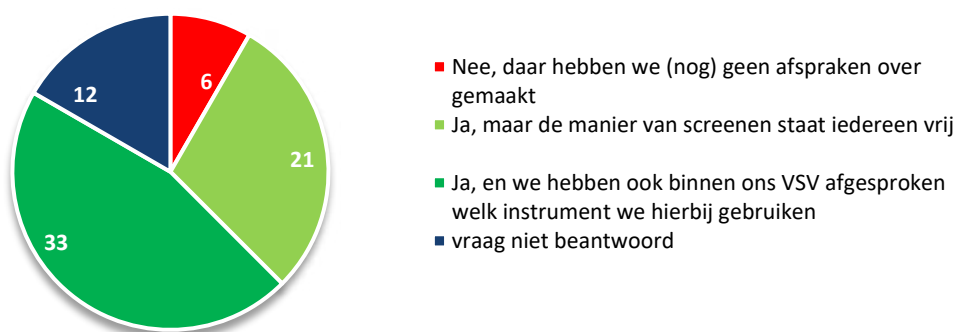 6
12
21
33
Nee, daar hebben we (nog) geen afspraken over
gemaakt
Ja, maar de manier van screenen staat iedereen vrij
Ja, en we hebben ook binnen ons VSV afgesproken
welk instrument we hierbij gebruiken
vraag niet beantwoord